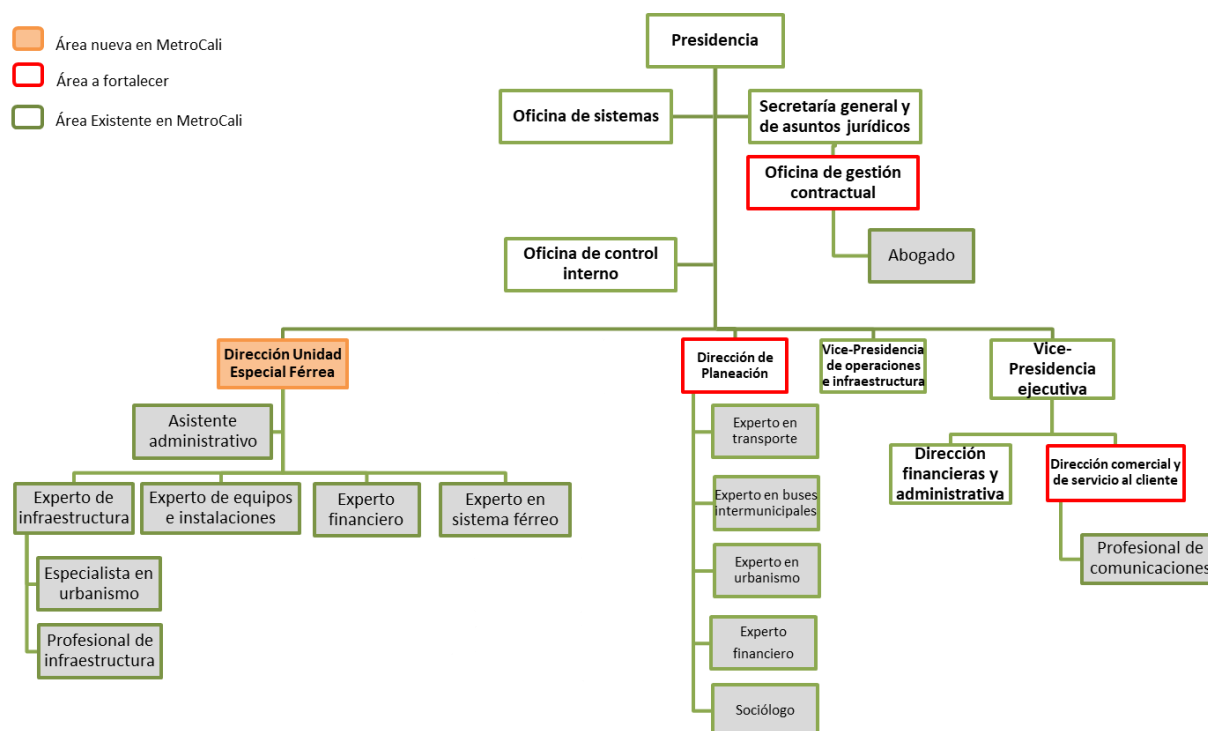 Área nueva en MetroCali
Área a fortalecer
Área Existente en MetroCali
Presidencia
Oficina de sistemas
Secretaría general y
de asuntos jurídicos
Oficina de gestión
contractual
Abogado
Oficina de control
interno
Dirección Unidad
Especial Férrea
Dirección de
Planeación
Vice-Presidencia
de operaciones
e infraestructura
Vice-
Presidencia
ejecutiva
Asistente
administrativo
Experto de
infraestructura
Experto de equipos
e instalaciones
Experto
financiero
Experto en
sistema férreo
Especialista en
urbanismo
Profesional de
infraestructura
Experto en
transporte
Experto en buses
intermunicipales
Experto en
urbanismo
Experto
financiero
Sociólogo
Dirección
financieras y
administrativa
Dirección comercial y
de servicio al cliente
Profesional de
comunicaciones